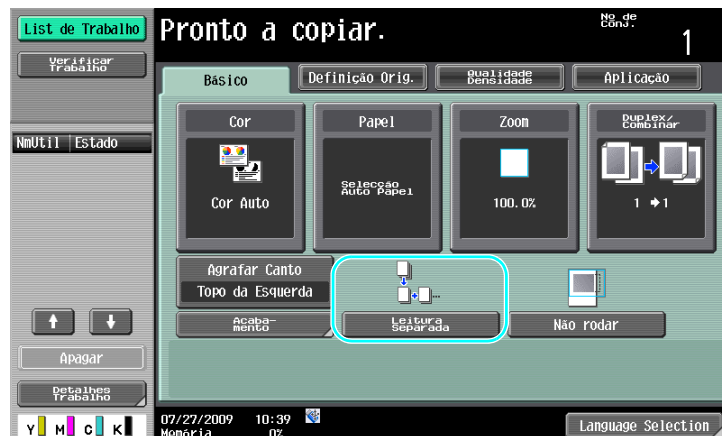 List de Trabalho
Verificar
Trabalho
NmUtil Estado
Apagar
Detalhes
Trabalho
Y M C K
Pronto a copiar.
No de
Conj.
1
Básico
Definição Orig.
Qualidade
Densidade
Aplicação
Cor
Papel
Zoom
Duplex/
Combinar
Cor Auto
Selecção
Auto Papel
100.0%
1 → 1
Agrafar Canto
Topo da Esquerda
Acaba-
mento
Leitura
Separada
Não rodar
07/27/2009 10:39
Memória 0%
Language Selection